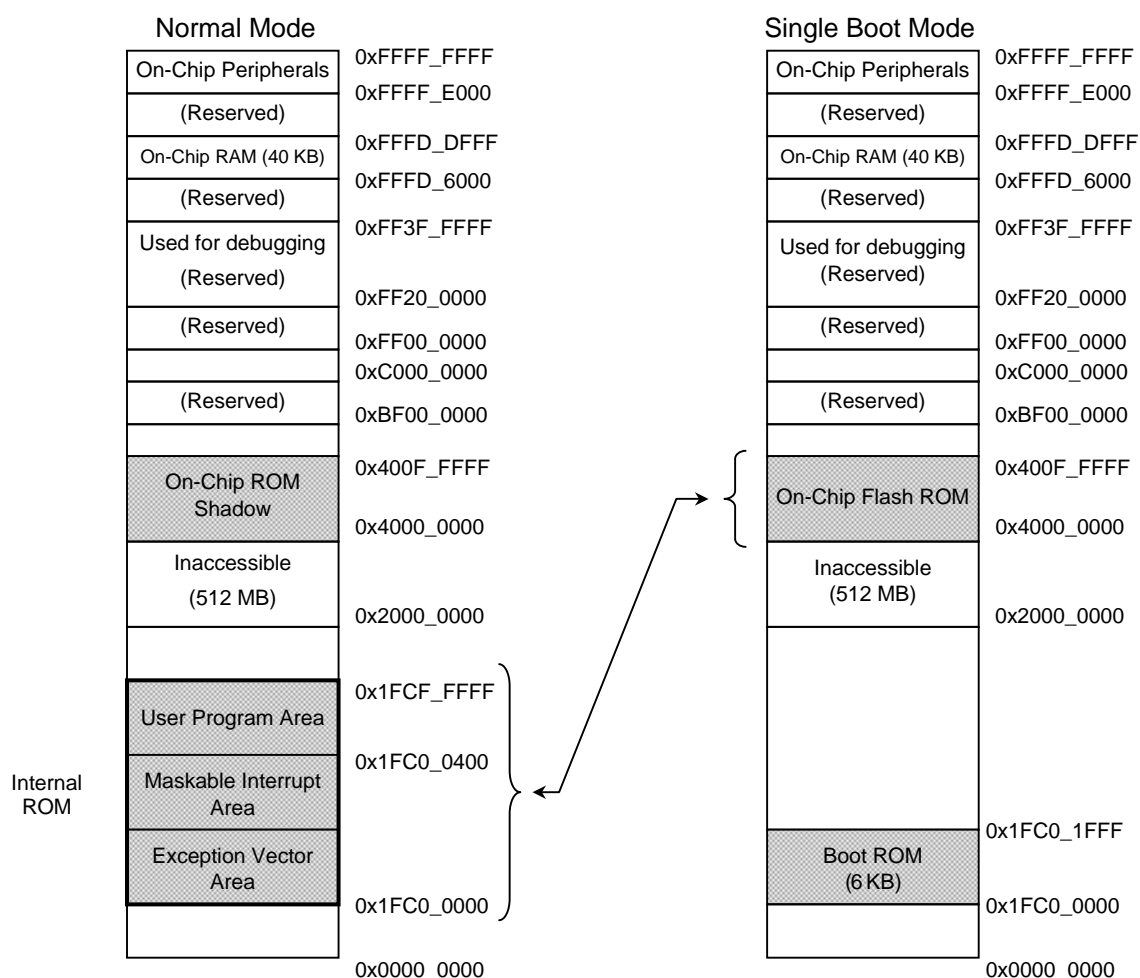 Normal Mode
On-Chip Peripherals
(Reserved)
On-Chip RAM (40 KB)
(Reserved)
Used for debugging
(Reserved)
(Reserved)
(Reserved)
On-Chip ROM
Shadow
Inaccessible
(512 MB)
User Program Area
Maskable Interrupt
Area
Exception Vector
Area
Internal
ROM
0xFFFF_FFFF
0xFFFF_E000
0xFFFD_DFFF
0xFFFD_6000
0xFF3F_FFFF
0xFF20_0000
0xFF00_0000
0xC000_0000
0xBF00_0000
0x400F_FFFF
0x4000_0000
0x2000_0000
0x1FCF_FFFF
0x1FC0_0400
0x1FC0_0000
0x0000_0000
Single Boot Mode
On-Chip Peripherals
(Reserved)
On-Chip RAM (40 KB)
(Reserved)
Used for debugging
(Reserved)
(Reserved)
(Reserved)
On-Chip Flash ROM
Inaccessible
(512 MB)
Boot ROM
(6 KB)
0xFFFF_FFFF
0xFFFF_E000
0xFFFD_DFFF
0xFFFD_6000
0xFF3F_FFFF
0xFF20_0000
0xFF00_0000
0xC000_0000
0xBF00_0000
0x400F_FFFF
0x4000_0000
0x2000_0000
0x1FC0_1FFF
0x1FC0_0000
0x0000_0000